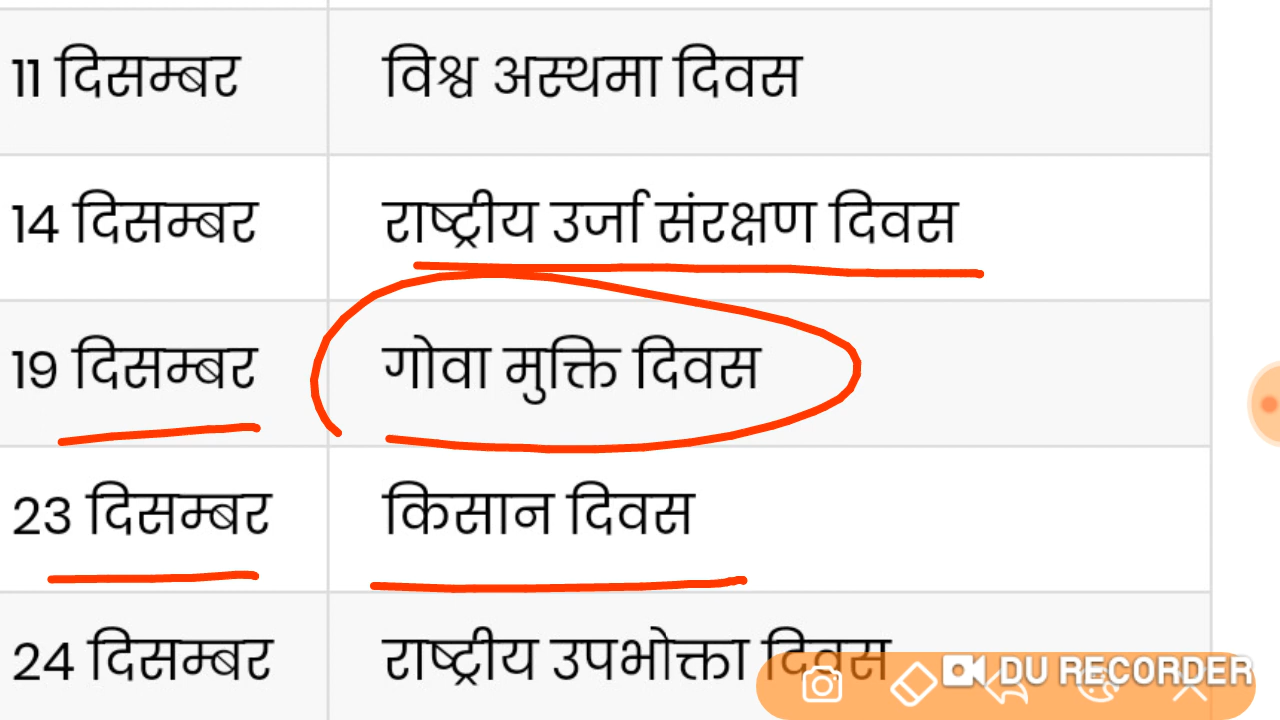 11 दिसम्बर विश्व अस्थमा दिवस
14 दिसम्बर राष्ट्रीय उर्जा संरक्षण दिवस
19 दिसम्बर गोवा मुक्ति दिवस
23 दिसम्बर किसान दिवस
24 दिसम्बर राष्ट्रीय उपभोक्ता दिवस
DU RECORDER